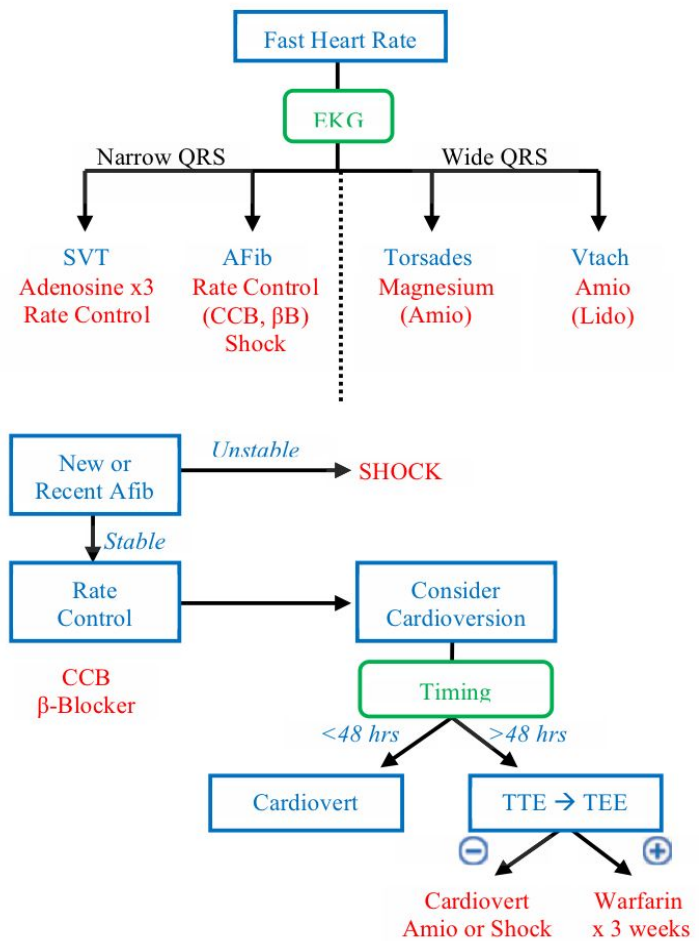 Fast Heart Rate
EKG
Narrow QRS
Wide QRS
SVT
Adenosine x3
Rate Control
AFib
Rate Control
(CCB, βB)
Shock
Torsades
Magnesium
(Amio)
Vtach
Amio
(Lido)
New or
Recent Afib
Unstable
SHOCK
Stable
Rate
Control
Consider
Cardioversion
CCB
β-Blocker
Timing
<48 hrs
>48 hrs
Cardiovert
TTE → TEE
−
+
Cardiovert
Amio or Shock
Warfarin
x 3 weeks